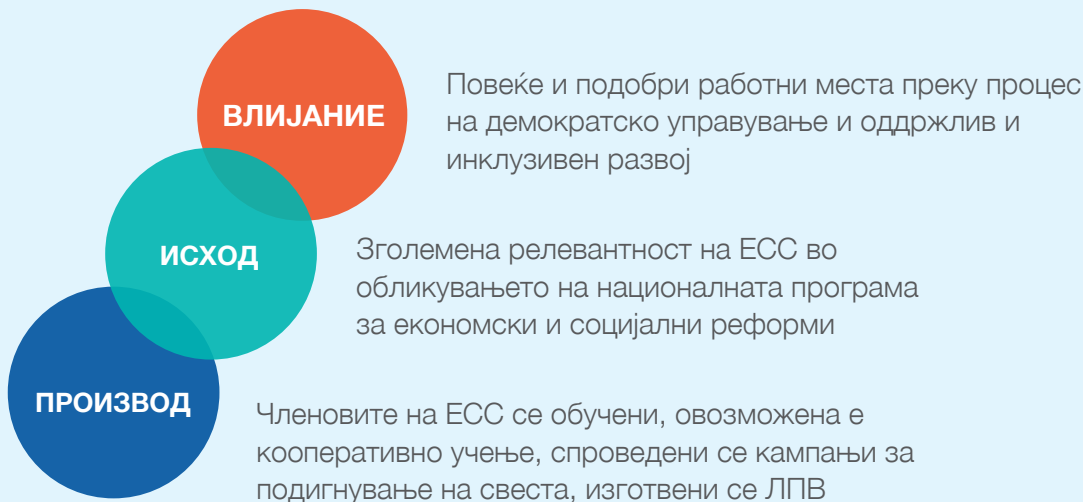 ВЛИЈАНИЕ
Повеќе и подобри работни места преку процес
на демократско управување и оддржлив и
инклузивен развој
ИСХОД
Зголемена релевантност на ЕСС во
обликувањето на националната програма
за економски и социјални реформи
ПРОИЗВОД
Членовите на ЕСС се обучени, овозможена е
кооперативно учење, спроведени се кампањи за
подигнување на свеста, изготвени се ЛПВ